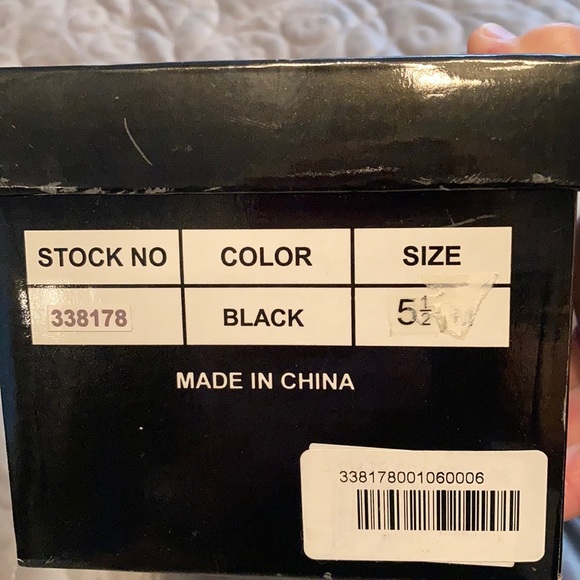 STOCK NO COLOR SIZE
338178 BLACK 5½
MADE IN CHINA
338178001060006